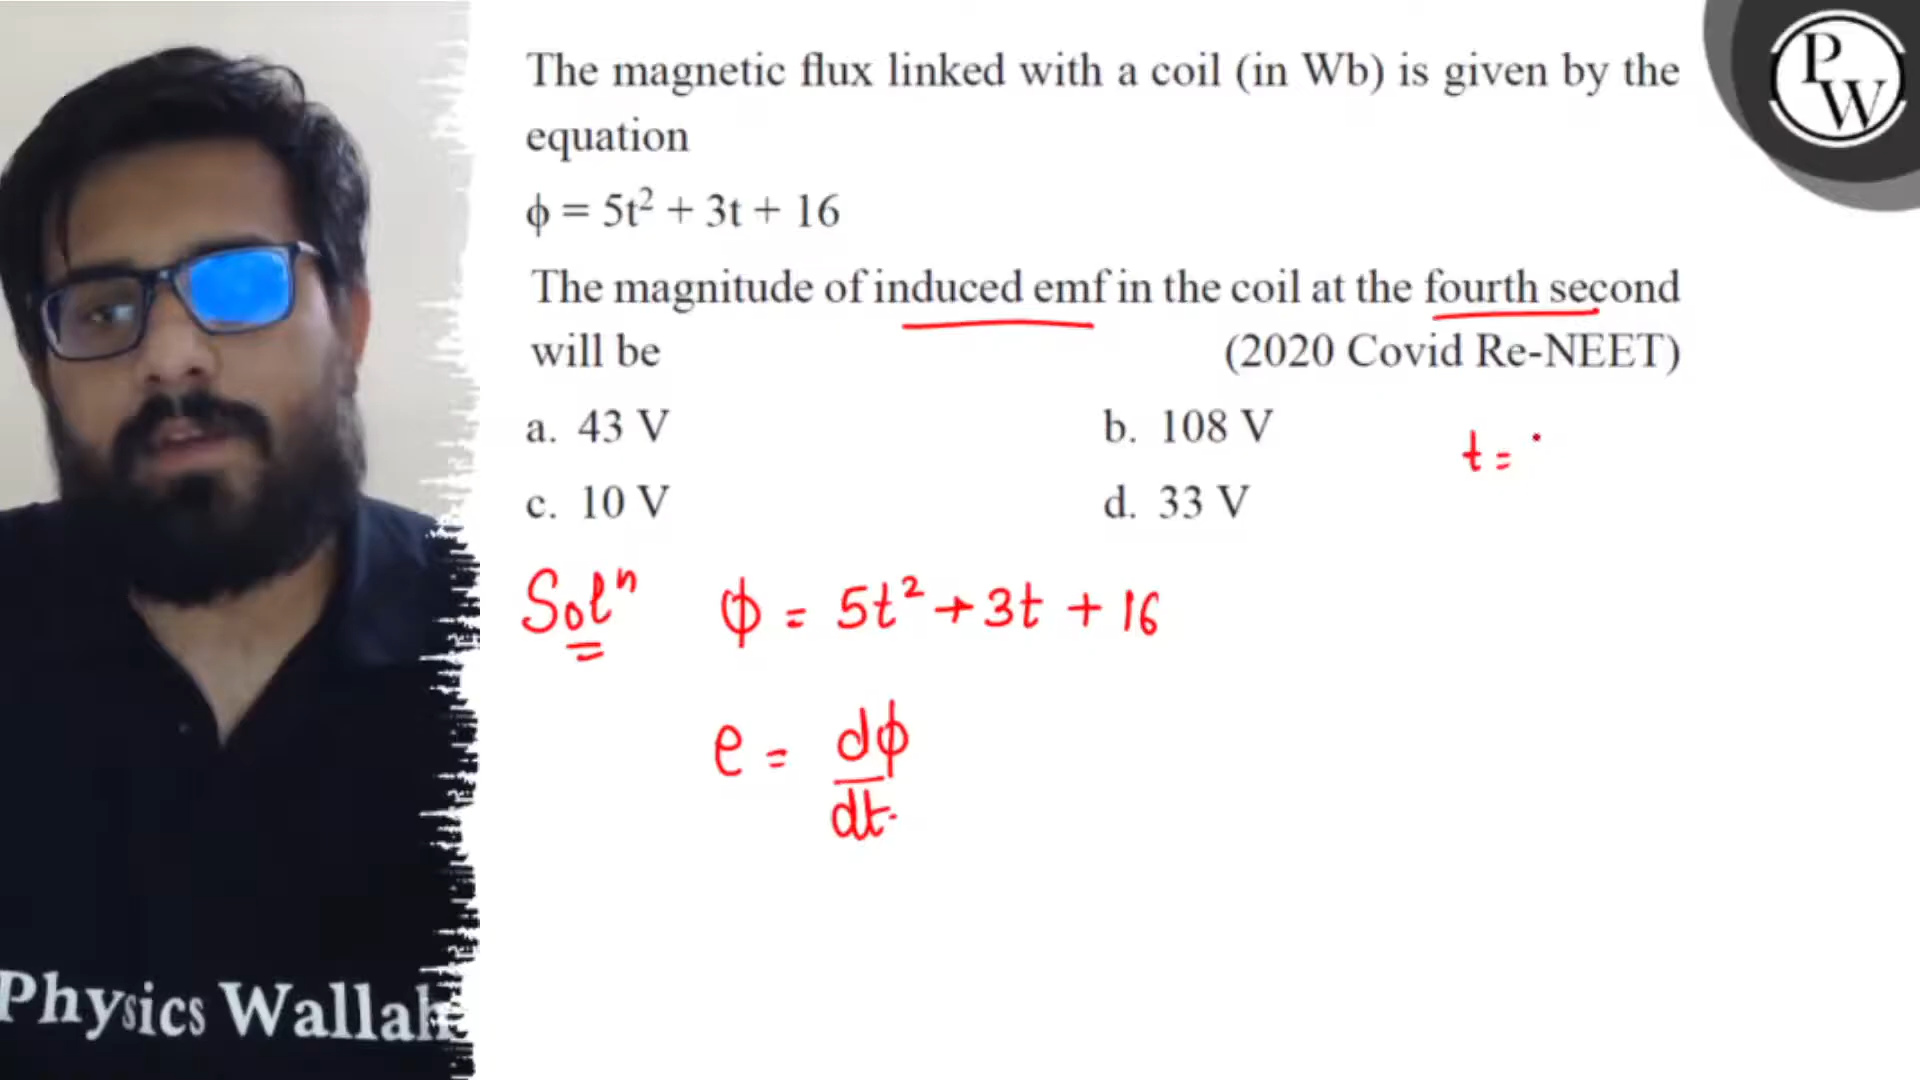 The magnetic flux linked with a coil (in Wb) is given by the
equation
ϕ = 5t² + 3t + 16
The magnitude of induced emf in the coil at the fourth second
will be (2020 Covid Re-NEET)
a. 43 V b. 108 V
c. 10 V d. 33 V
t =
Solⁿ ϕ = 5t² + 3t + 16
e = dϕ/dt
PW
Physics Wallah